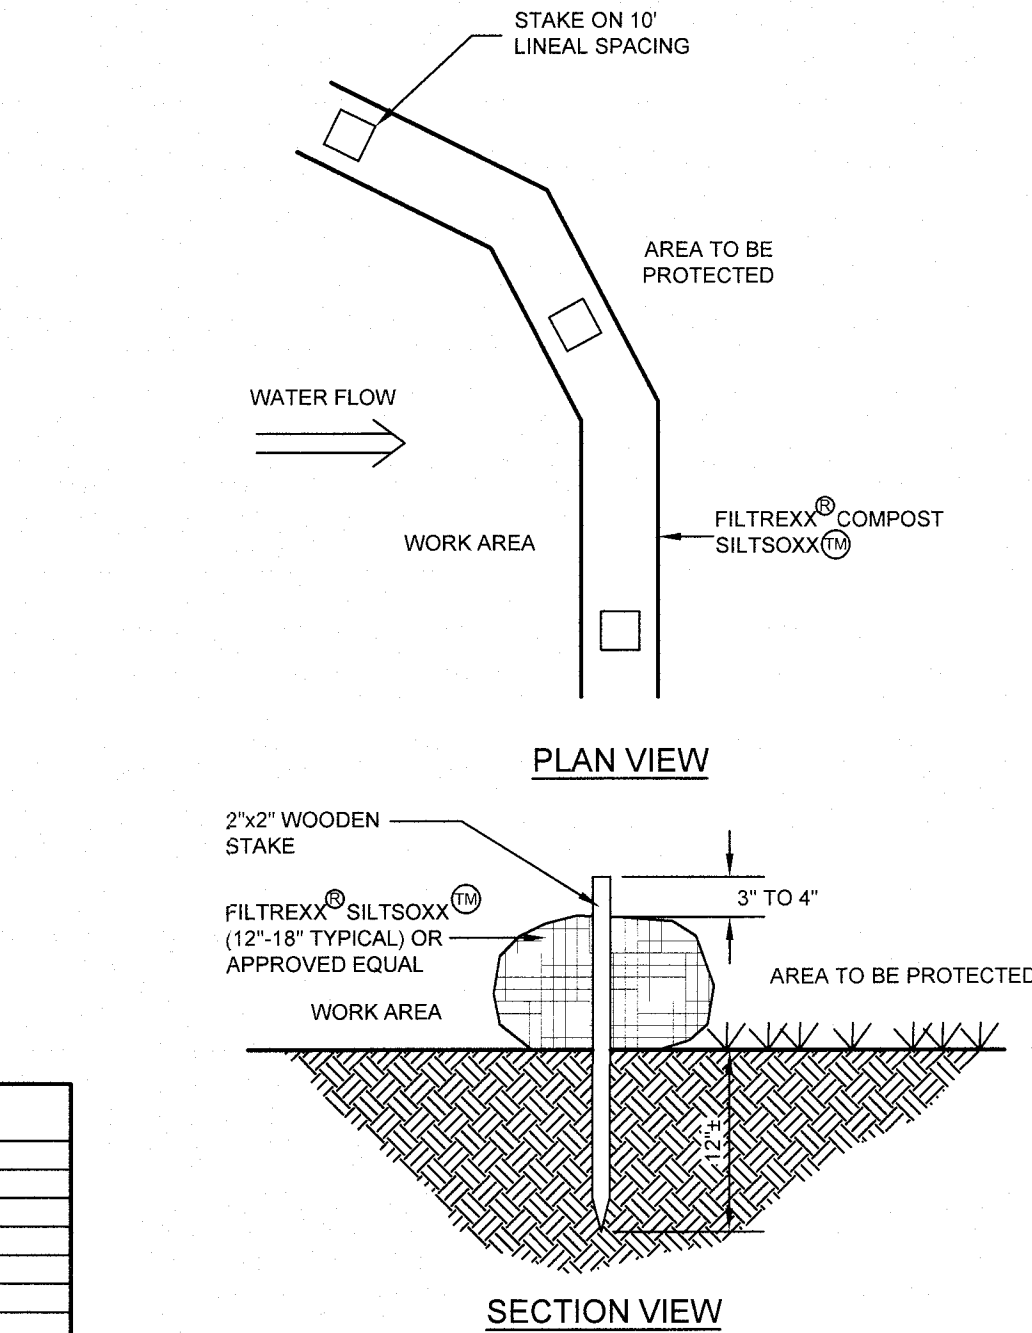 STAKE ON 10'
LINEAL SPACING
AREA TO BE
PROTECTED
WATER FLOW
WORK AREA
FILTREXX® COMPOST
SILTSOXX™
PLAN VIEW
2"x2" WOODEN
STAKE
3" TO 4"
FILTREXX® SILTSOXX™
(12"-18" TYPICAL) OR
APPROVED EQUAL
AREA TO BE PROTECTED
WORK AREA
12"±
SECTION VIEW